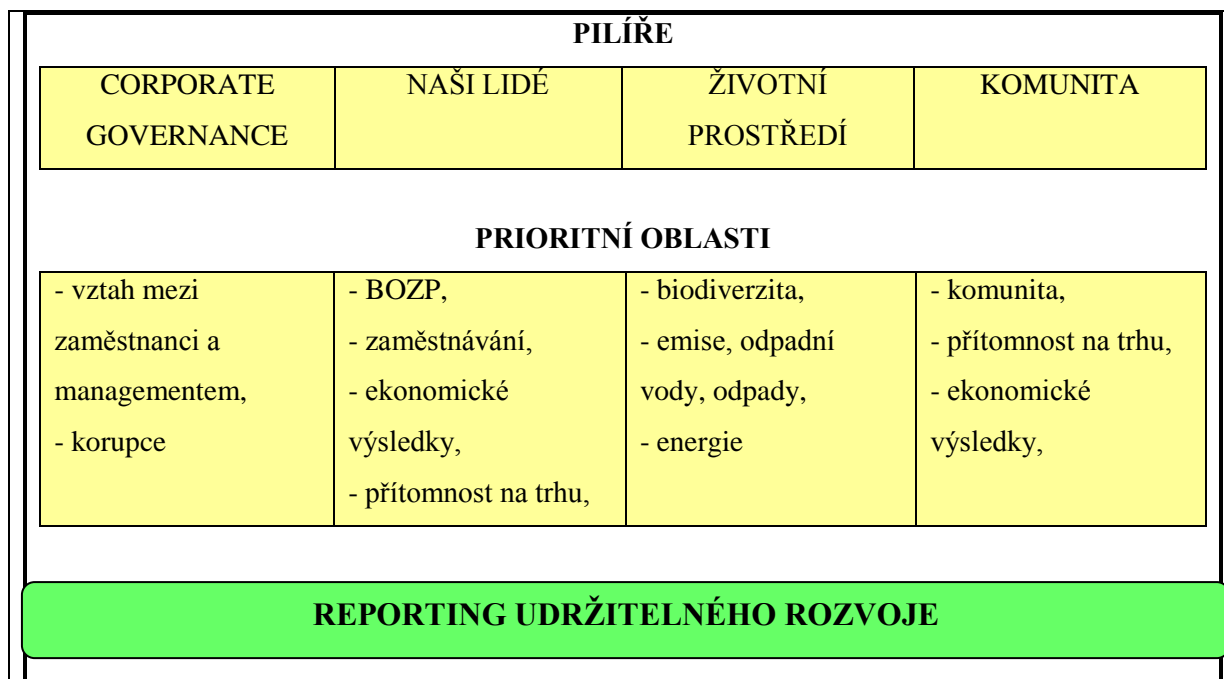 PILÍŘE
CORPORATE
GOVERNANCE
NAŠI LIDÉ
ŽIVOTNÍ
PROSTŘEDÍ
KOMUNITA
PRIORITNÍ OBLASTI
- vztah mezi
zaměstnanci a
managementem,
- korupce
- BOZP,
- zaměstnávání,
- ekonomické
výsledky,
- přítomnost na trhu,
- biodiverzita,
- emise, odpadní
vody, odpady,
- energie
- komunita,
- přítomnost na trhu,
- ekonomické
výsledky,
REPORTING UDRŽITELNÉHO ROZVOJE